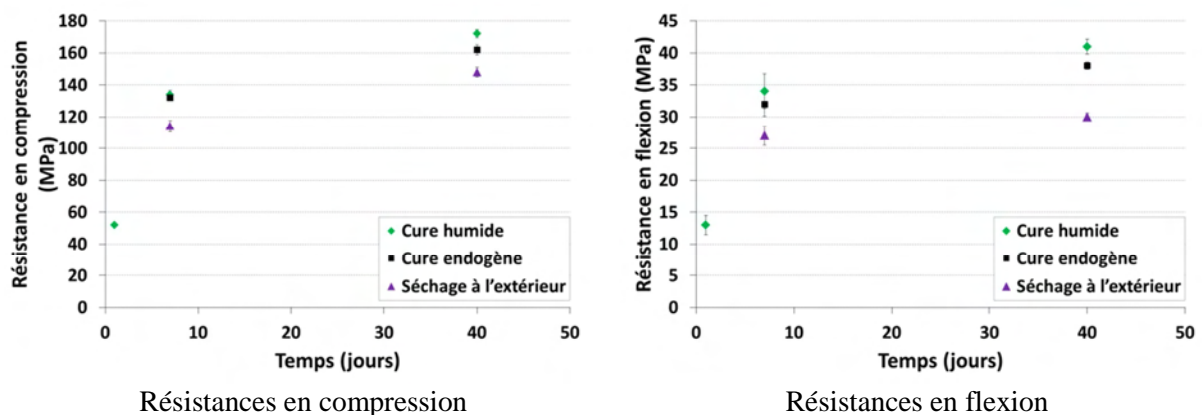 Résistance en compression
(MPa)
180
160
140
120
100
80
60
40
20
0
0 10 20 30 40 50
Temps (jours)
Cure humide
Cure endogène
Séchage à l'extérieur
Résistances en compression
Résistance en flexion (MPa)
45
40
35
30
25
20
15
10
5
0
0 10 20 30 40 50
Temps (jours)
Cure humide
Cure endogène
Séchage à l'extérieur
Résistances en flexion